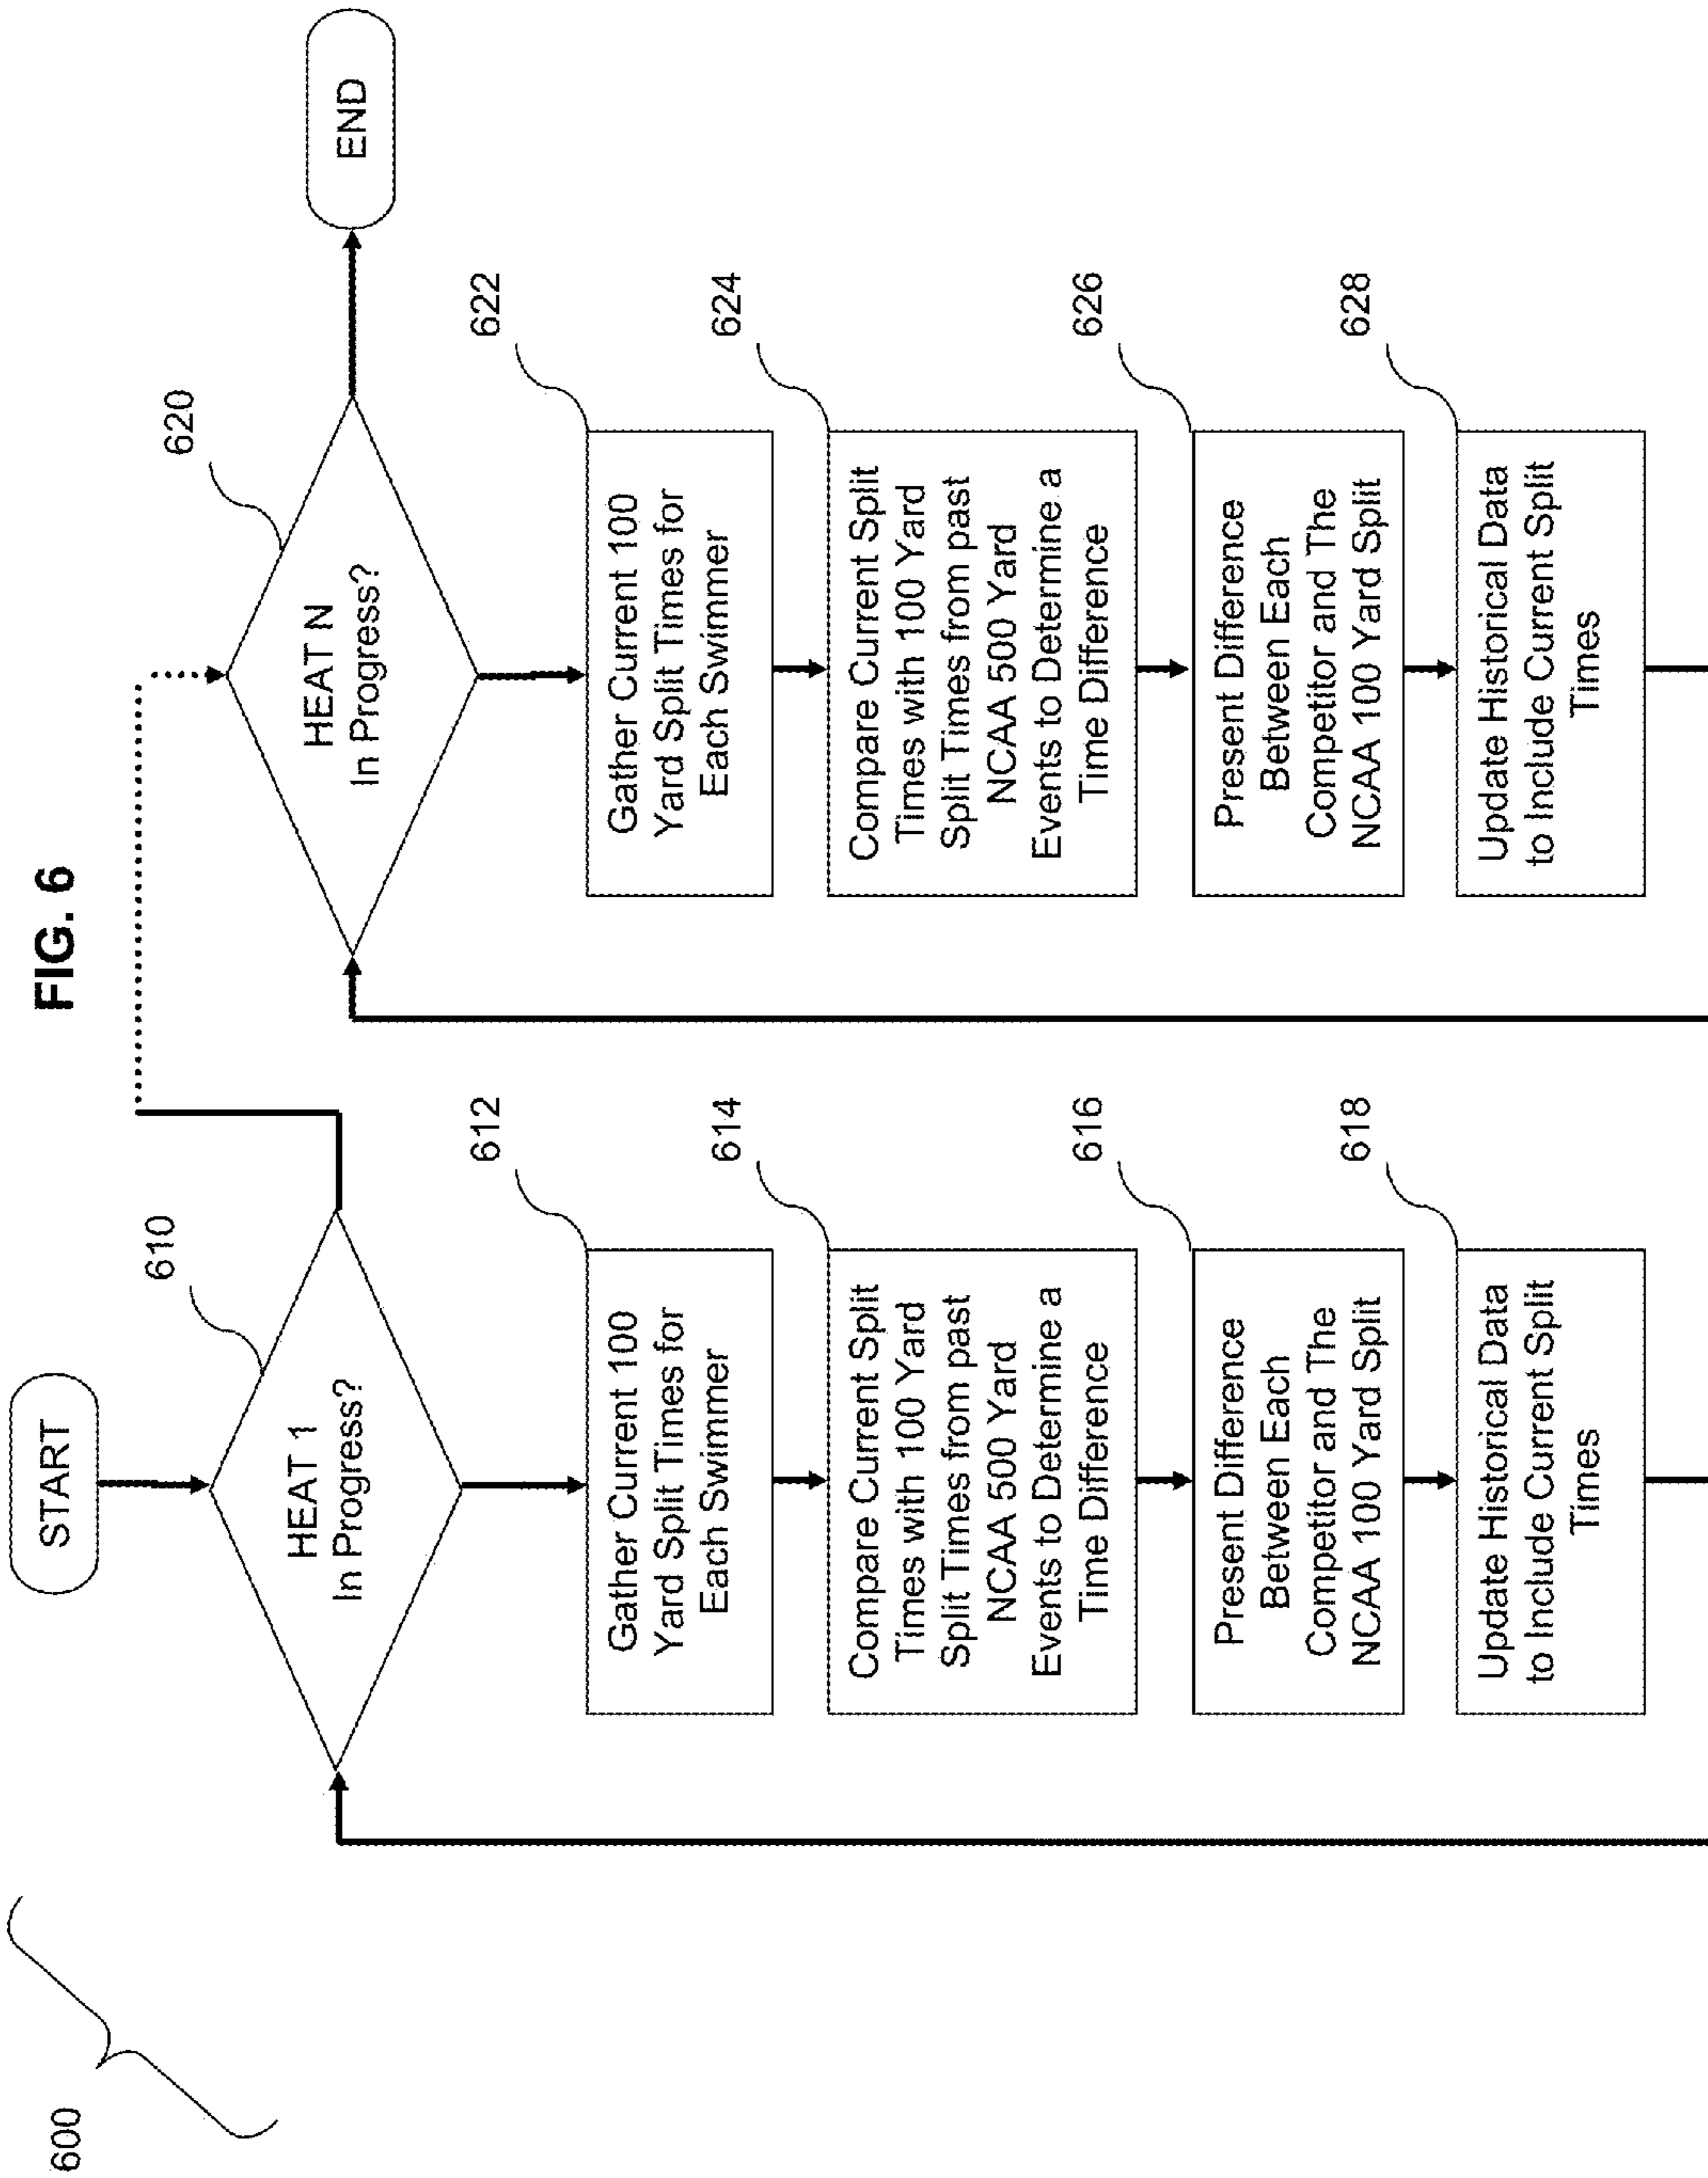 FIG. 6
600
START
610
HEAT 1
In Progress?
612
Gather Current 100
Yard Split Times for
Each Swimmer
614
Compare Current Split
Times with 100 Yard
Split Times from past
NCAA 500 Yard
Events to Determine a
Time Difference
616
Present Difference
Between Each
Competitor and The
NCAA 100 Yard Split
618
Update Historical Data
to Include Current Split
Times
620
HEAT N
In Progress?
END
622
Gather Current 100
Yard Split Times for
Each Swimmer
624
Compare Current Split
Times with 100 Yard
Split Times from past
NCAA 500 Yard
Events to Determine a
Time Difference
626
Present Difference
Between Each
Competitor and The
NCAA 100 Yard Split
628
Update Historical Data
to Include Current Split
Times